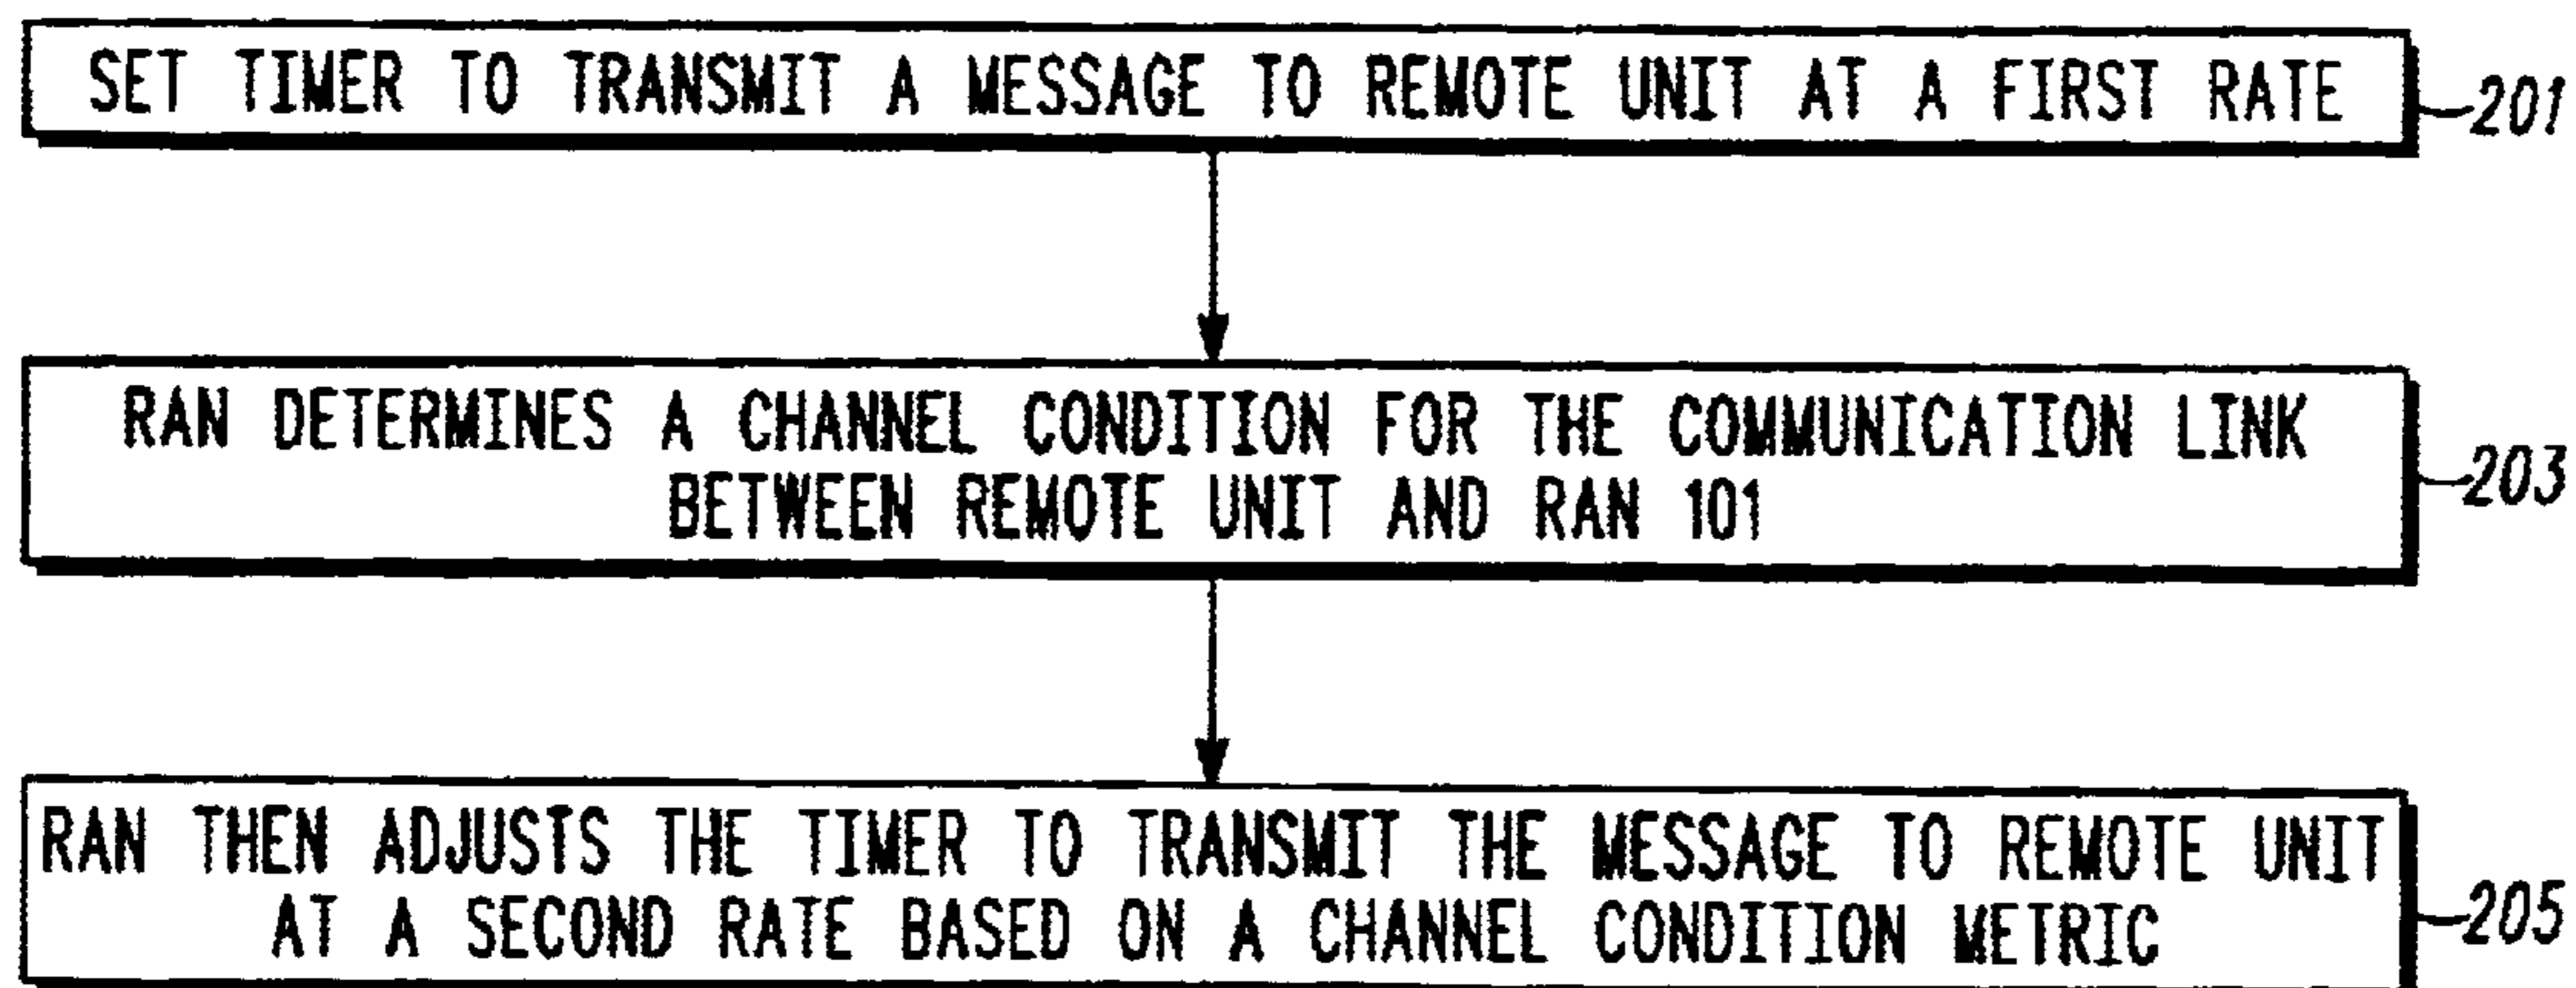 SET TIMER TO TRANSMIT A MESSAGE TO REMOTE UNIT AT A FIRST RATE
201
RAN DETERMINES A CHANNEL CONDITION FOR THE COMMUNICATION LINK
BETWEEN REMOTE UNIT AND RAN 101
203
RAN THEN ADJUSTS THE TIMER TO TRANSMIT THE MESSAGE TO REMOTE UNIT
AT A SECOND RATE BASED ON A CHANNEL CONDITION METRIC
205